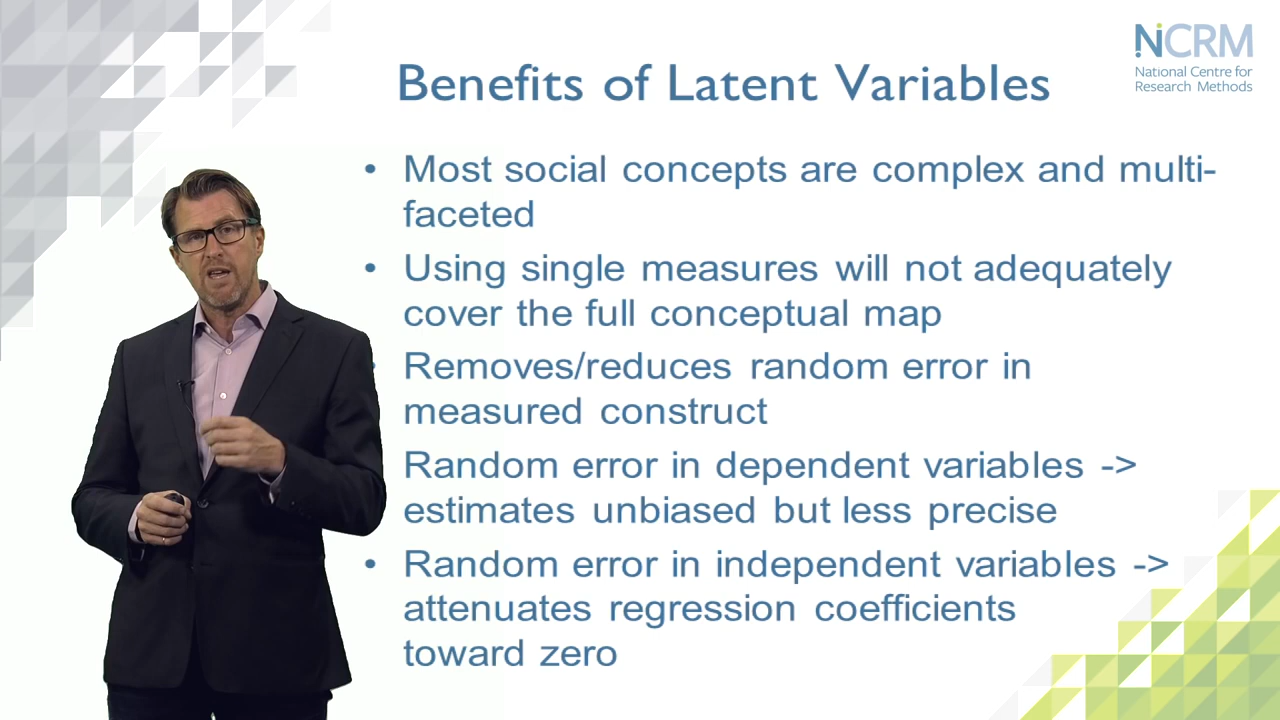 NCRM
National Centre for
Research Methods
Benefits of Latent Variables
• Most social concepts are complex and multi-
faceted
• Using single measures will not adequately
cover the full conceptual map
Removes/reduces random error in
measured construct
Random error in dependent variables ->
estimates unbiased but less precise
• Random error in independent variables ->
attenuates regression coefficients
toward zero